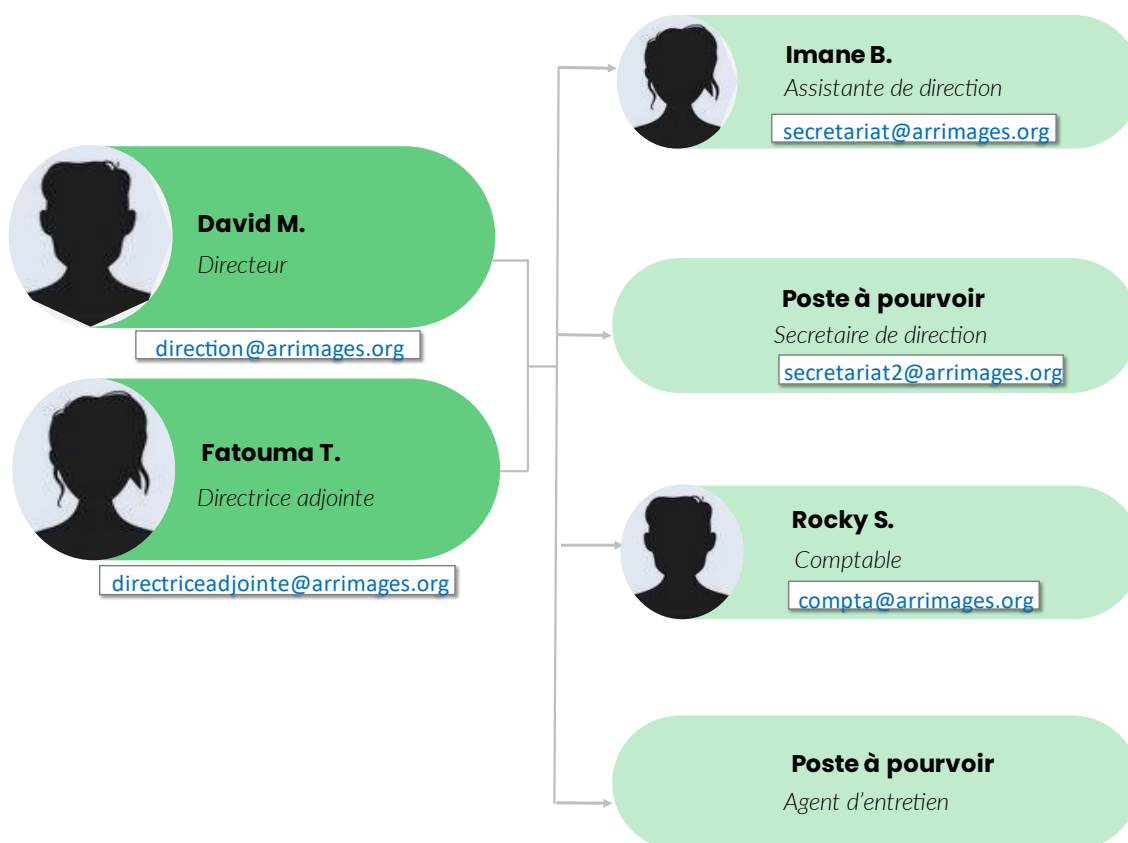 David M.
Directeur
direction@arrimages.org
Fatouma T.
Directrice adjointe
directriceadjointe@arrimages.org
Imane B.
Assistante de direction
secretariat@arrimages.org
Poste à pourvoir
Secretaire de direction
secretariat2@arrimages.org
Rocky S.
Comptable
compta@arrimages.org
Poste à pourvoir
Agent d’entretien